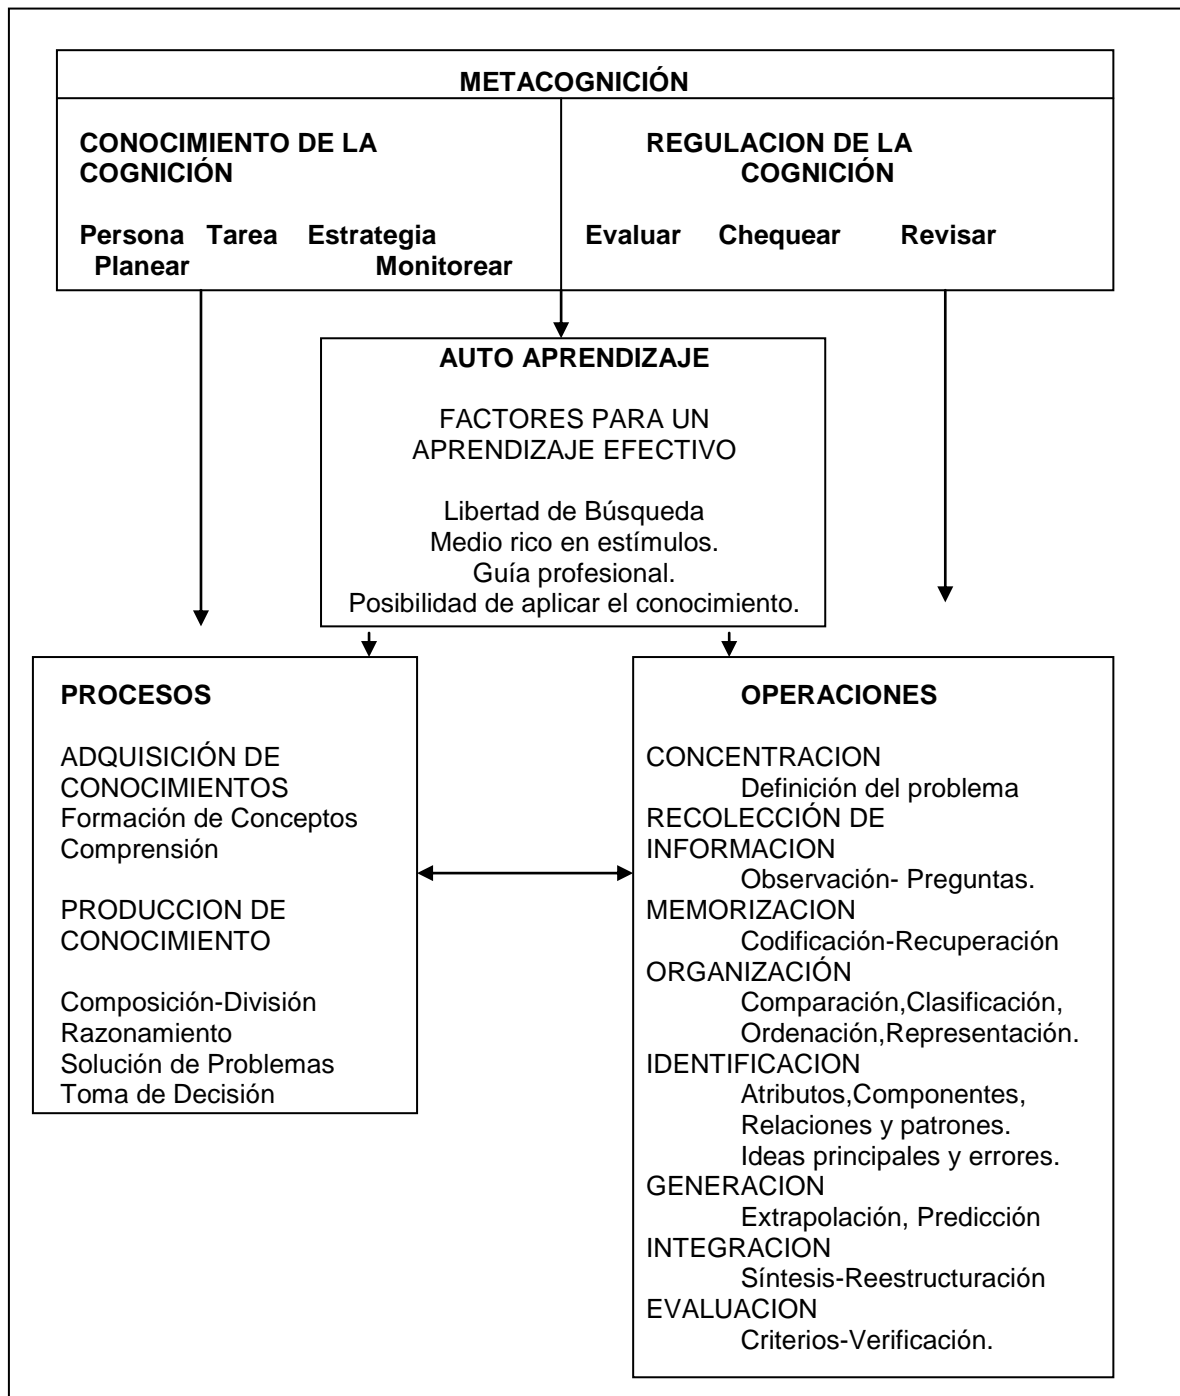 METACOGNICIÓN
CONOCIMIENTO DE LA
COGNICIÓN
Persona Tarea Estrategia
Planear Monitorear
REGULACION DE LA
COGNICIÓN
Evaluar Chequear Revisar
AUTO APRENDIZAJE
FACTORES PARA UN
APRENDIZAJE EFECTIVO
Libertad de Búsqueda
Medio rico en estímulos.
Guía profesional.
Posibilidad de aplicar el conocimiento.
PROCESOS
ADQUISICIÓN DE
CONOCIMIENTOS
Formación de Conceptos
Comprensión
PRODUCCION DE
CONOCIMIENTO
Composición-División
Razonamiento
Solución de Problemas
Toma de Decisión
OPERACIONES
CONCENTRACION
Definición del problema
RECOLECCIÓN DE
INFORMACION
Observación- Preguntas.
MEMORIZACION
Codificación-Recuperación
ORGANIZACIÓN
Comparación,Clasificación,
Ordenación,Representación.
IDENTIFICACION
Atributos,Componentes,
Relaciones y patrones.
Ideas principales y errores.
GENERACION
Extrapolación, Predicción
INTEGRACION
Síntesis-Reestructuración
EVALUACION
Criterios-Verificación.